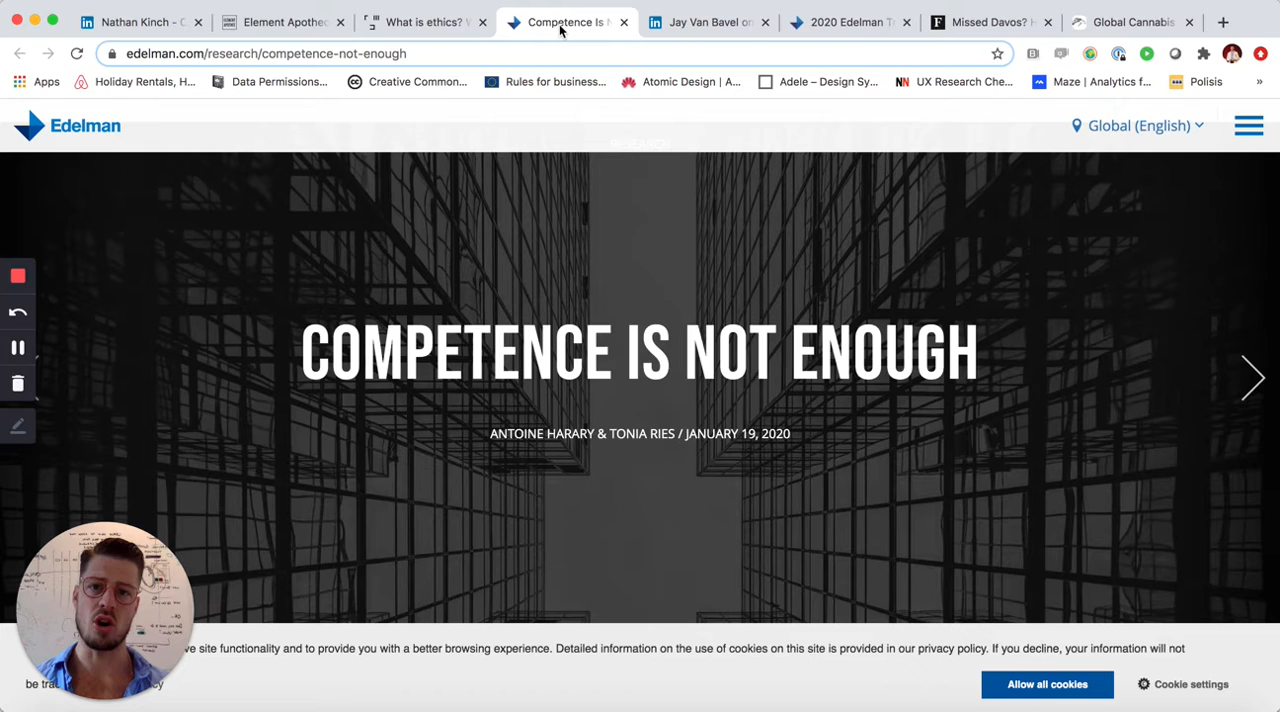 Nathan Kinch - C
Element Apothec
What is ethics? W
Competence Is N
Jay Van Bavel on
2020 Edelman Tr
Missed Davos? H
Global Cannabis
edelman.com/research/competence-not-enough
Apps
Holiday Rentals, H...
Data Permissions...
Creative Common...
Rules for business...
Atomic Design | A...
Adele – Design Sy...
UX Research Che...
Maze | Analytics f...
Polisis
»
Edelman
Global (English)
RESEARCH
COMPETENCE IS NOT ENOUGH
ANTOINE HARARY & TONIA RIES / JANUARY 19, 2020
ve site functionality and to provide you with a better browsing experience. Detailed information on the use of cookies on this site is provided in our privacy policy. If you decline, your information will not
be tra
Allow all cookies
Cookie settings